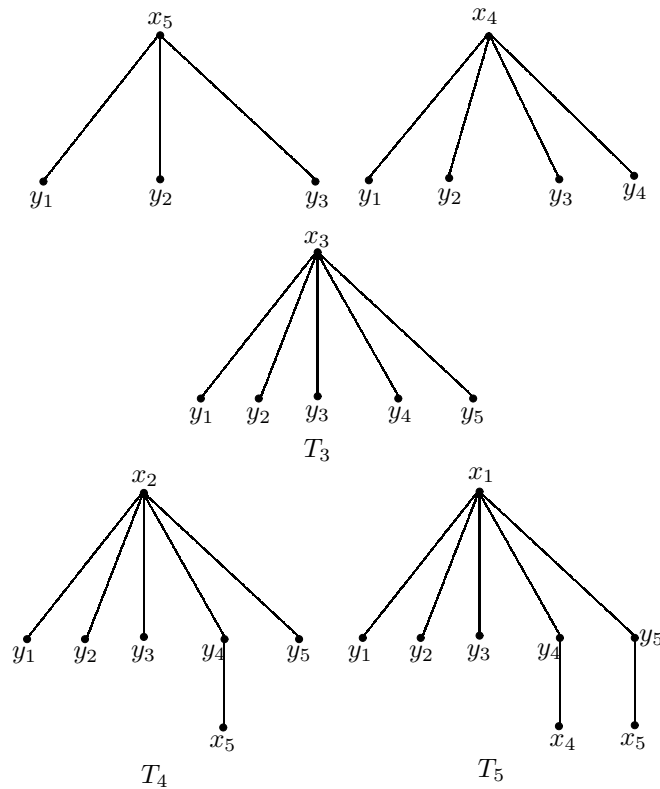 x₅ x₄
y₁ y₂ y₃ y₁ y₂ y₃ y₄
x₃
y₁ y₂ y₃ y₄ y₅
T₃
x₂ x₁
y₁ y₂ y₃ y₄ y₅ y₁ y₂ y₃ y₄ y₅
x₅ x₄ x₅
T₄ T₅